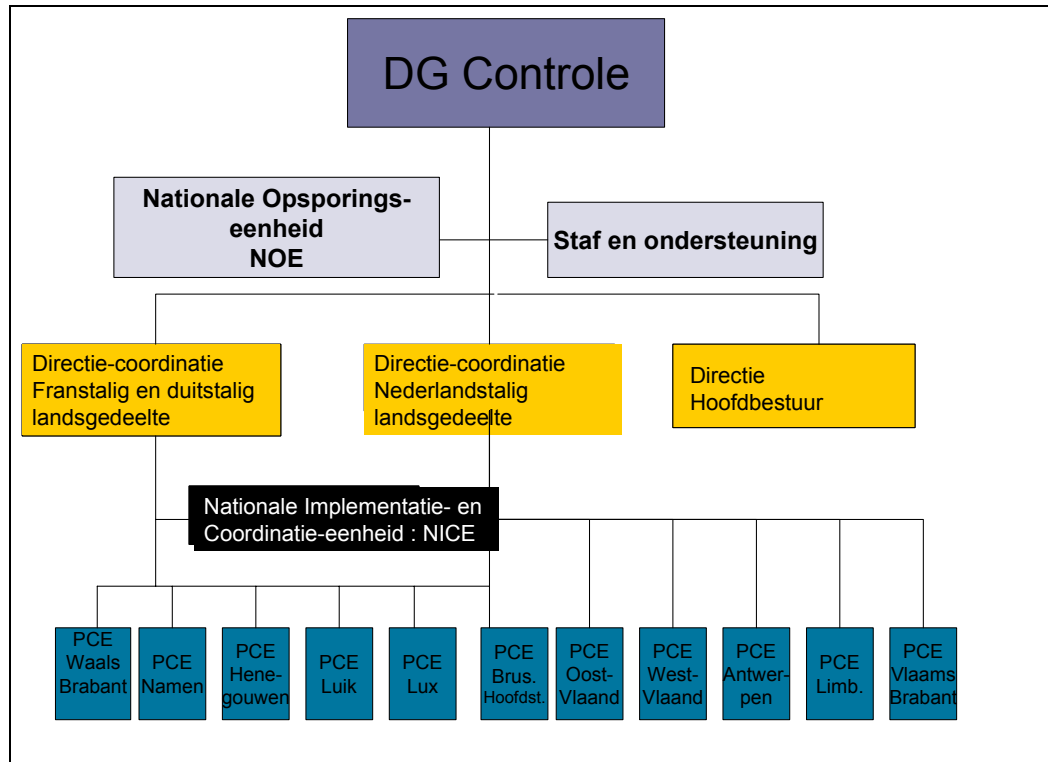 DG Controle
Nationale Opsporings-
eenheid
NOE
Staf en ondersteuning
Directie-coordinatie
Franstalig en duitstalig
landsgedeelte
Directie-coordinatie
Nederlandstalig
landsgedeelte
Directie
Hoofdbestuur
Nationale Implementatie- en
Coordinatie-eenheid : NICE
PCE
Waals
Brabant
PCE
Namen
PCE
Hene-
gouwen
PCE
Luik
PCE
Lux
PCE
Brus.
Hoofdst.
PCE
Oost-
Vlaand
PCE
West-
Vlaand
PCE
Antwer-
pen
PCE
Limb.
PCE
Vlaams
Brabant